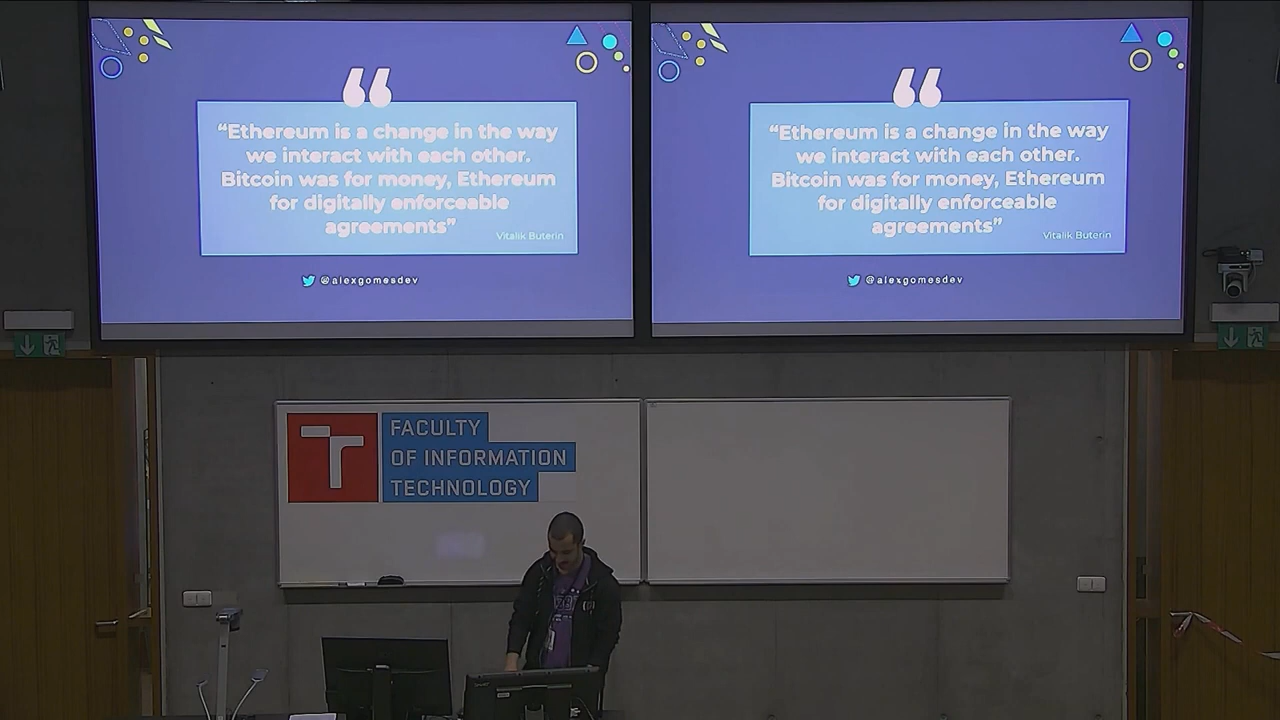 “Ethereum is a change in the way
we interact with each other.
Bitcoin was for money, Ethereum
for digitally enforceable
agreements”
Vitalik Buterin
@alexgomesdev
“Ethereum is a change in the way
we interact with each other.
Bitcoin was for money, Ethereum
for digitally enforceable
agreements”
Vitalik Buterin
@alexgomesdev
FACULTY
OF INFORMATION
TECHNOLOGY